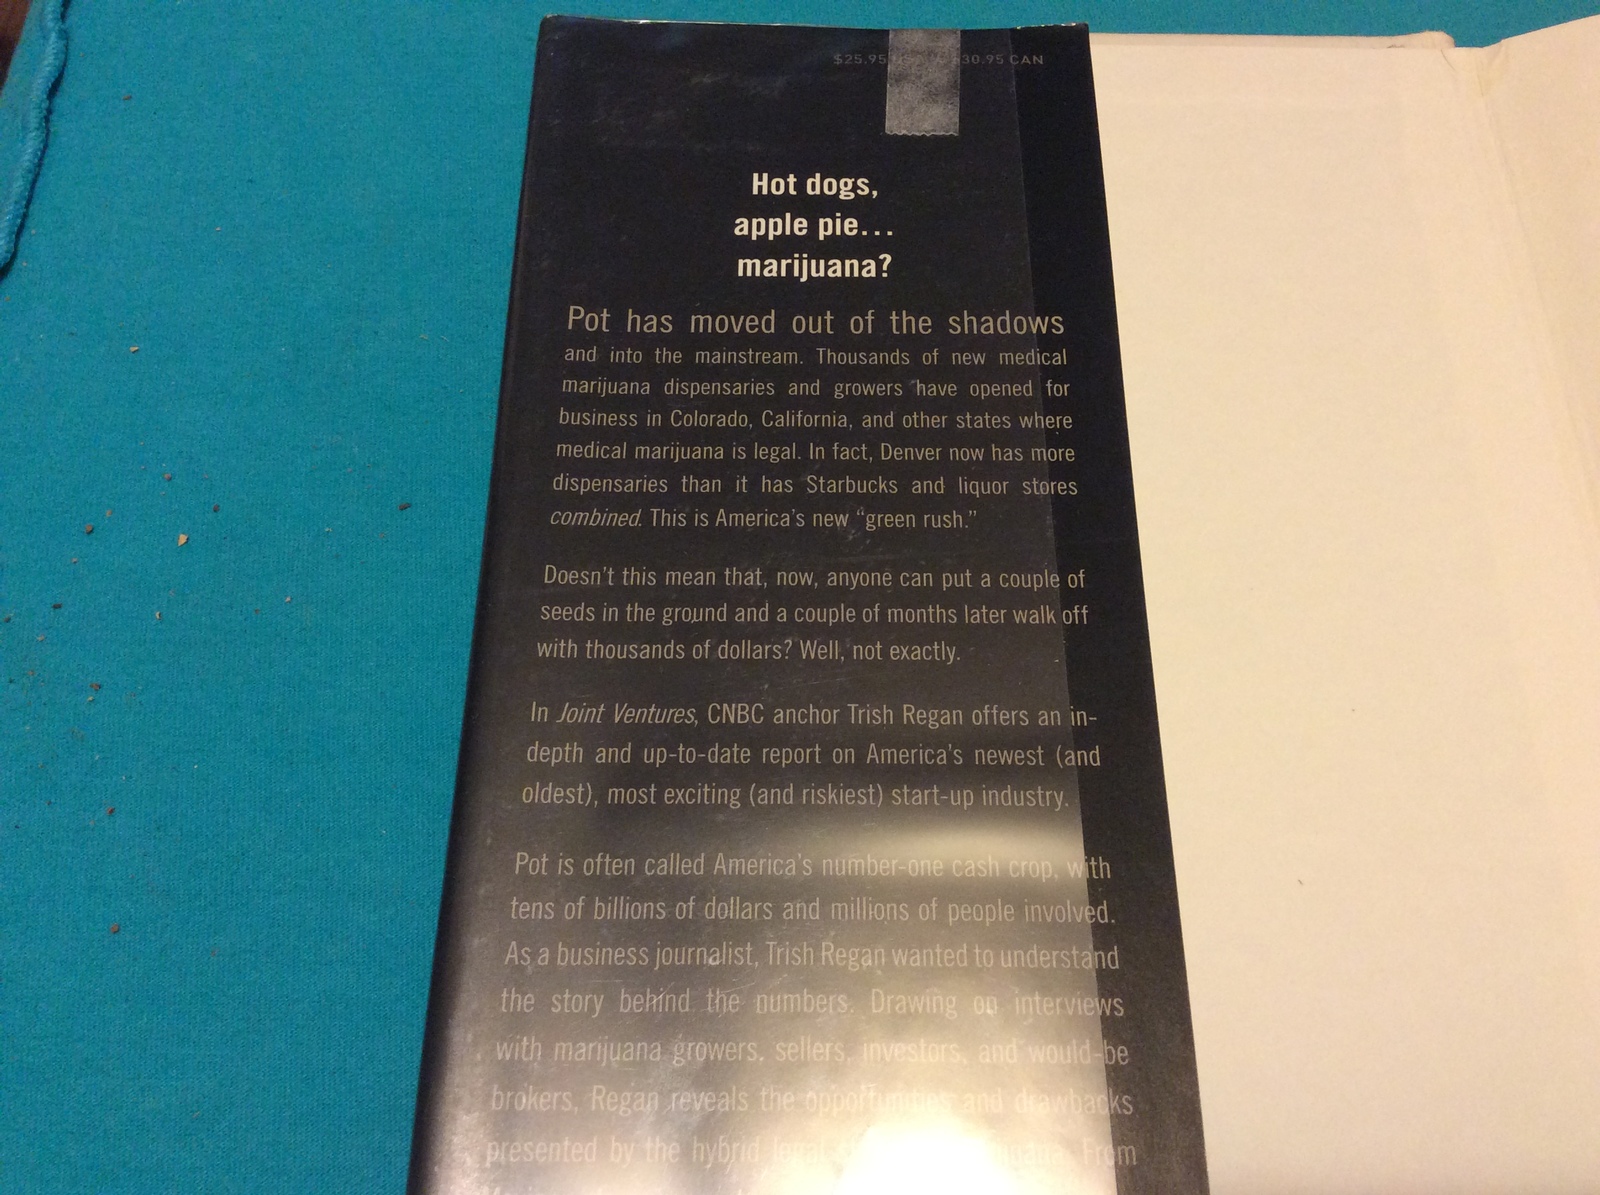 $25.95 30.95 CAN
Hot dogs,
apple pie...
marijuana?
Pot has moved out of the shadows
and into the mainstream. Thousands of new medical
marijuana dispensaries and growers have opened for
business in Colorado, California, and other states where
medical marijuana is legal. In fact, Denver now has more
dispensaries than it has Starbucks and liquor stores
combined. This is America's new “green rush.”
Doesn't this mean that, now, anyone can put a couple of
seeds in the ground and a couple of months later walk off
with thousands of dollars? Well, not exactly.
In Joint Ventures, CNBC anchor Trish Regan offers an in-
depth and up-to-date report on America's newest (and
oldest), most exciting (and riskiest) start-up industry.
Pot is often called America's number-one cash crop, with
tens of billions of dollars and millions of people involved.
As a business journalist, Trish Regan wanted to understand
the story behind the numbers. Drawing on interviews
with marijuana growers, sellers, investors, and would-be
brokers, Regan reveals the opportunities and drawbacks
presented by the hybrid legal From